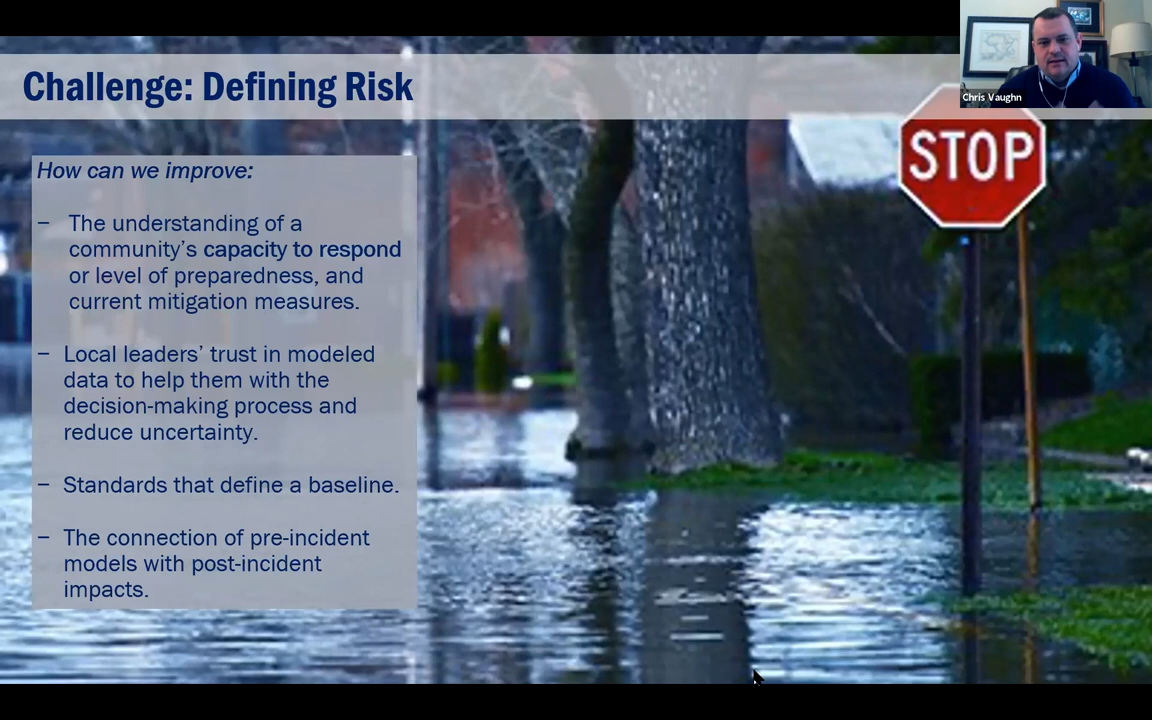 Challenge: Defining Risk
Chris Vaughn
STOP
How can we improve:
– The understanding of a
community’s capacity to respond
or level of preparedness, and
current mitigation measures.
– Local leaders’ trust in modeled
data to help them with the
decision-making process and
reduce uncertainty.
– Standards that define a baseline.
– The connection of pre-incident
models with post-incident
impacts.